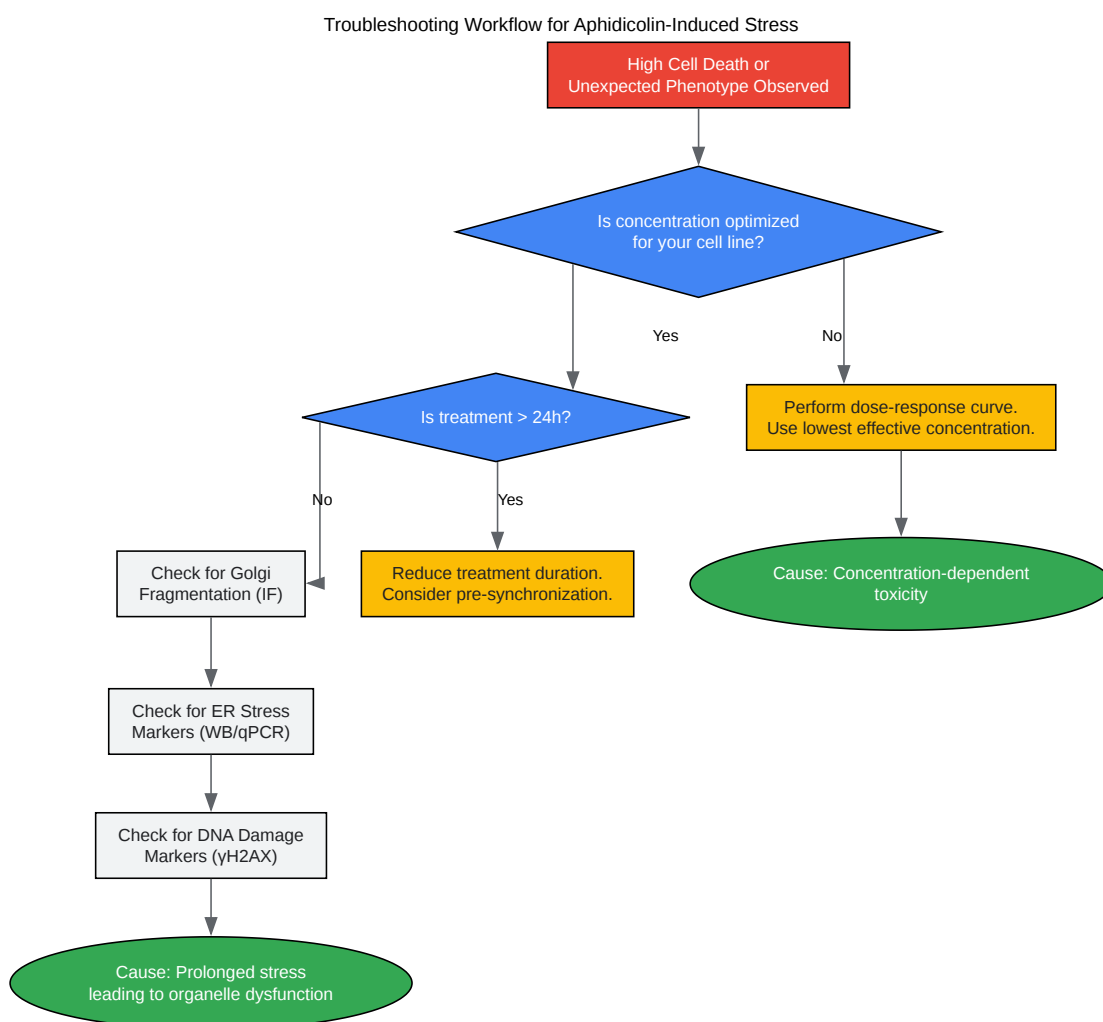 Troubleshooting Workflow for Aphidicolin-Induced Stress
High Cell Death or
Unexpected Phenotype Observed
Is concentration optimized
for your cell line?
Yes
No
Is treatment > 24h?
Perform dose-response curve.
Use lowest effective concentration.
No
Yes
Check for Golgi
Fragmentation (IF)
Reduce treatment duration.
Consider pre-synchronization.
Cause: Concentration-dependent
toxicity
Check for ER Stress
Markers (WB/qPCR)
Check for DNA Damage
Markers (γH2AX)
Cause: Prolonged stress
leading to organelle dysfunction